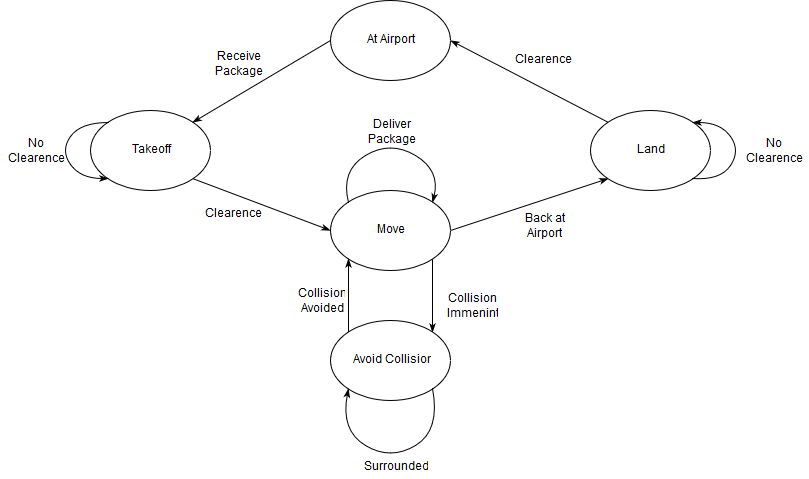 At Airport
Receive
Package
Clearence
No
Clearence
Takeoff
Deliver
Package
Land
No
Clearence
Clearence
Move
Back at
Airport
Collision
Avoided
Collision
Immenint
Avoid Collision
Surrounded